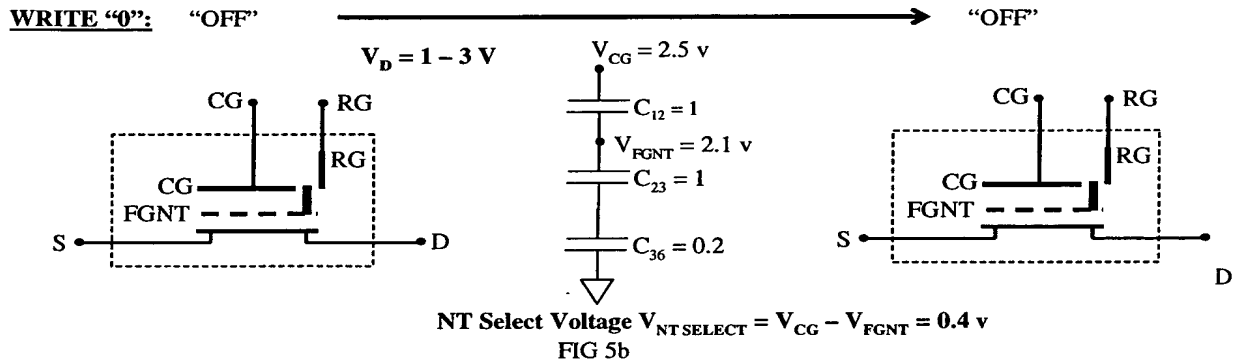 WRITE “0”: “OFF” “OFF”
V_D = 1 – 3 V
V_CG = 2.5 v
C_12 = 1
V_FGNT = 2.1 v
C_23 = 1
C_36 = 0.2
CG RG
RG
CG
FGNT
S D
CG RG
RG
CG
FGNT
S
D
NT Select Voltage V_NT SELECT = V_CG – V_FGNT = 0.4 v
FIG 5b